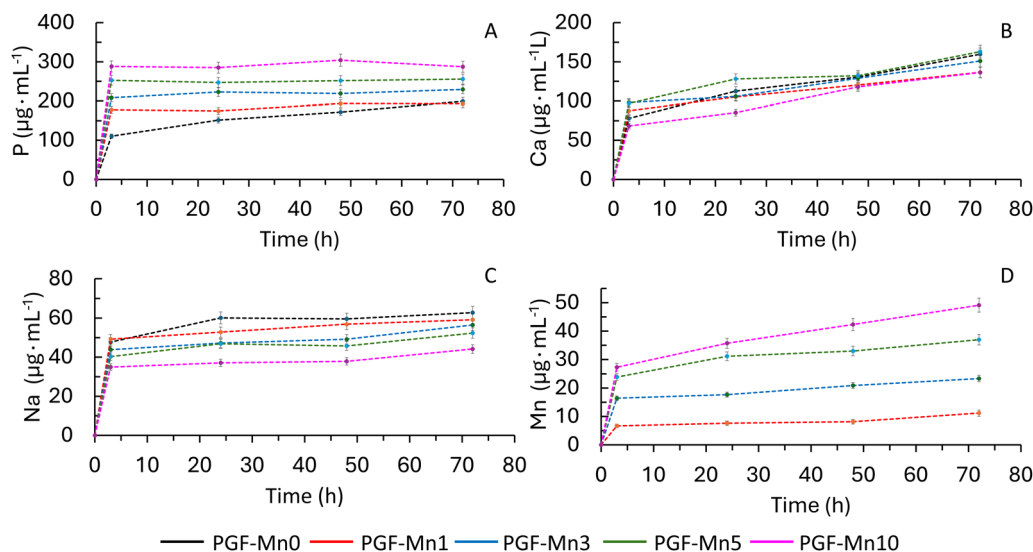 A
P (µg·mL⁻¹)
400
300
200
100
0
0 10 20 30 40 50 60 70 80
Time (h)
B
Ca (µg·mL⁻¹L)
200
150
100
50
0
0 10 20 30 40 50 60 70 80
Time (h)
C
Na (µg·mL⁻¹)
80
60
40
20
0
0 10 20 30 40 50 60 70 80
Time (h)
D
Mn (µg·mL⁻¹)
50
40
30
20
10
0
0 10 20 30 40 50 60 70 80
Time (h)
PGF-Mn0 PGF-Mn1 PGF-Mn3 PGF-Mn5 PGF-Mn10